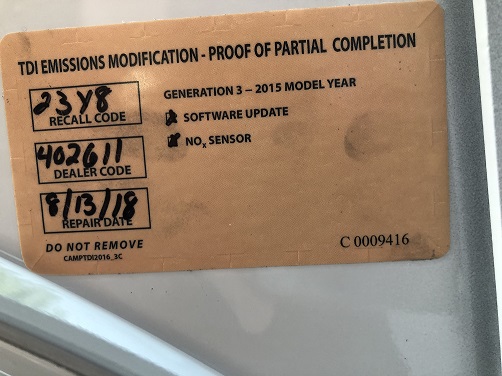 TDI EMISSIONS MODIFICATION - PROOF OF PARTIAL COMPLETION
23Y8
RECALL CODE
GENERATION 3 – 2015 MODEL YEAR
SOFTWARE UPDATE
NOx SENSOR
402611
DEALER CODE
8/13/18
REPAIR DATE
DO NOT REMOVE
CAMPTDI2016_3C
C 0009416